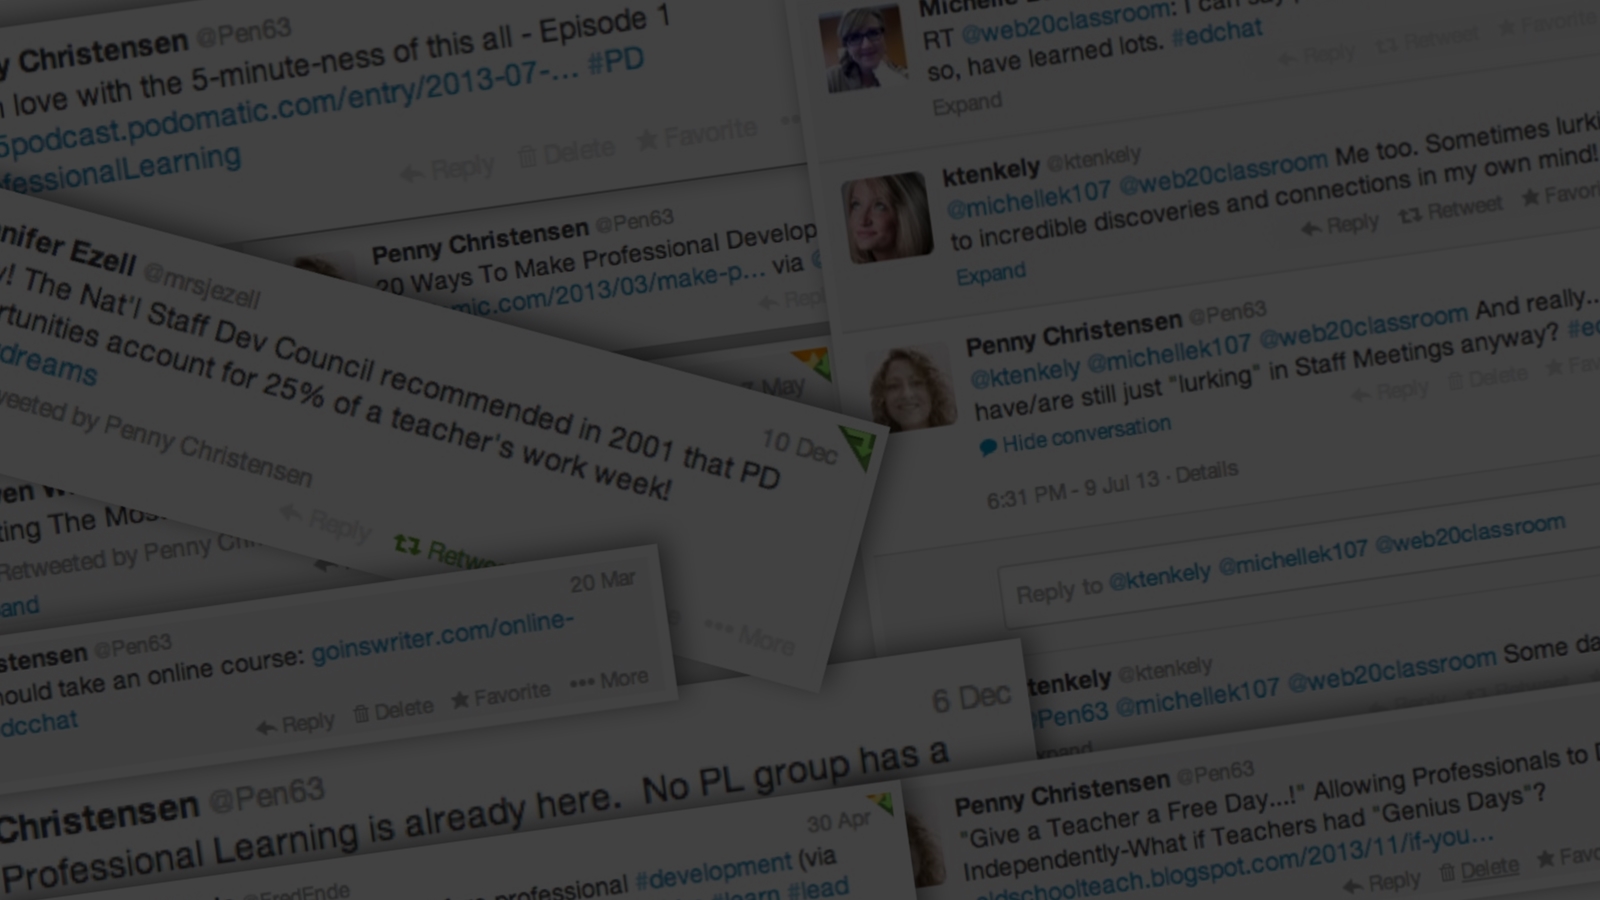 Christensen @Pen63
love with the 5-minute-ness of this all - Episode 1
5podcast.podomatic.com/entry/2013-07-... #PD
fessionalLearning
Reply Delete Favorite
Penny Christensen @Pen63
20 Ways To Make Professional Develop
mic.com/2013/03/make-p... via
nnifer Ezell @mrsjezell
10 Dec
y! The Nat'l Staff Dev Council recommended in 2001 that PD
rtunities account for 25% of a teacher's work week!
dreams
weeted by Penny Christensen
Reply Retwe
More
May
ting The Mos
Retweeted by Penny Chri
and
20 Mar
stensen @Pen63
hould take an online course: goinswriter.com/online-
dcchat
Reply Delete Favorite More
6 Dec
Christensen @Pen63
Professional Learning is already here. No PL group has a
30 Apr
@FredEnde
professional #development (via
#learn #lead
Michelle
RT @web20classroom: I can say
so, have learned lots. #edchat
Reply Retweet Favorite
Expand
ktenkely @ktenkely
@michellek107 @web20classroom Me too. Sometimes lurki
to incredible discoveries and connections in my own mind!
Reply Retweet Favori
Expand
Penny Christensen @Pen63
@ktenkely @michellek107 @web20classroom And really...
have/are still just "lurking" in Staff Meetings anyway? #ed
Reply Delete Fav
Hide conversation
6:31 PM - 9 Jul 13 · Details
Reply to @ktenkely @michellek107 @web20classroom
tenkely @ktenkely
@Pen63 @michellek107 @web20classroom Some da
xpand
Penny Christensen @Pen63
"Give a Teacher a Free Day...!" Allowing Professionals to
Independently-What if Teachers had "Genius Days"?
oldschoolteach.blogspot.com/2013/11/if-you...
Reply Delete Favo